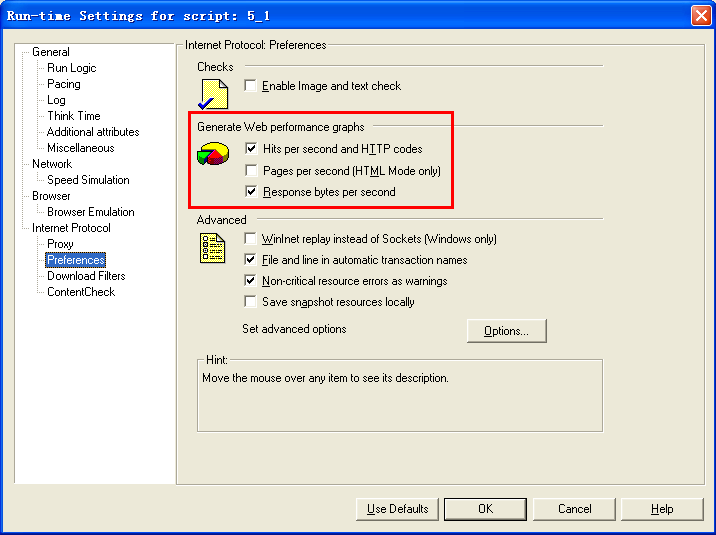 Run-time Settings for script: 5_1
General
Run Logic
Pacing
Log
Think Time
Additional attributes
Miscellaneous
Network
Speed Simulation
Browser
Browser Emulation
Internet Protocol
Proxy
Preferences
Download Filters
ContentCheck
Internet Protocol: Preferences
Checks
Enable Image and text check
Generate Web performance graphs
Hits per second and HTTP codes
Pages per second (HTML Mode only)
Response bytes per second
Advanced
WinInet replay instead of Sockets (Windows only)
File and line in automatic transaction names
Non-critical resource errors as warnings
Save snapshot resources locally
Set advanced options
Options...
Hint:
Move the mouse over any item to see its description.
Use Defaults
OK
Cancel
Help